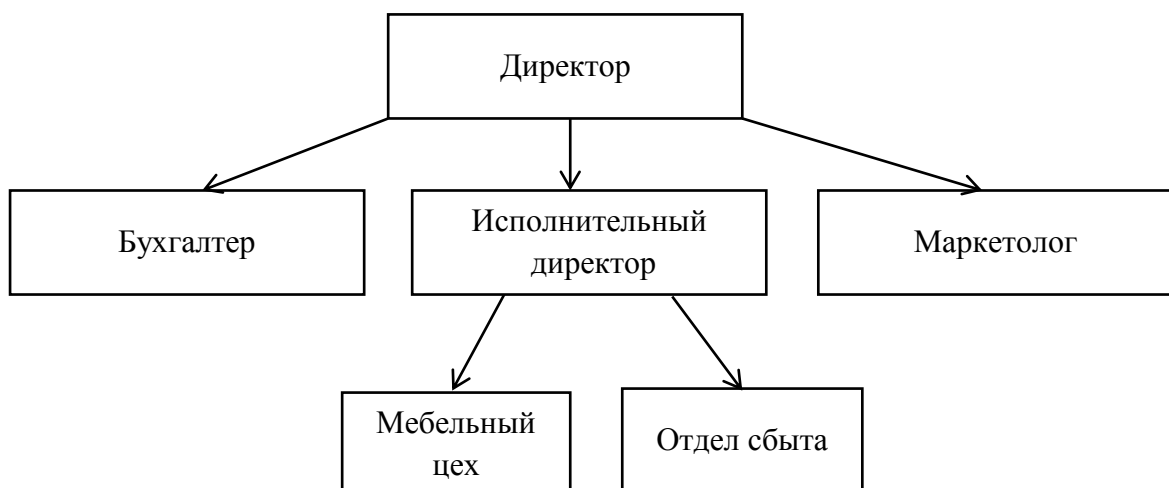 Директор
Бухгалтер
Исполнительный
директор
Маркетолог
Мебельный
цех
Отдел сбыта